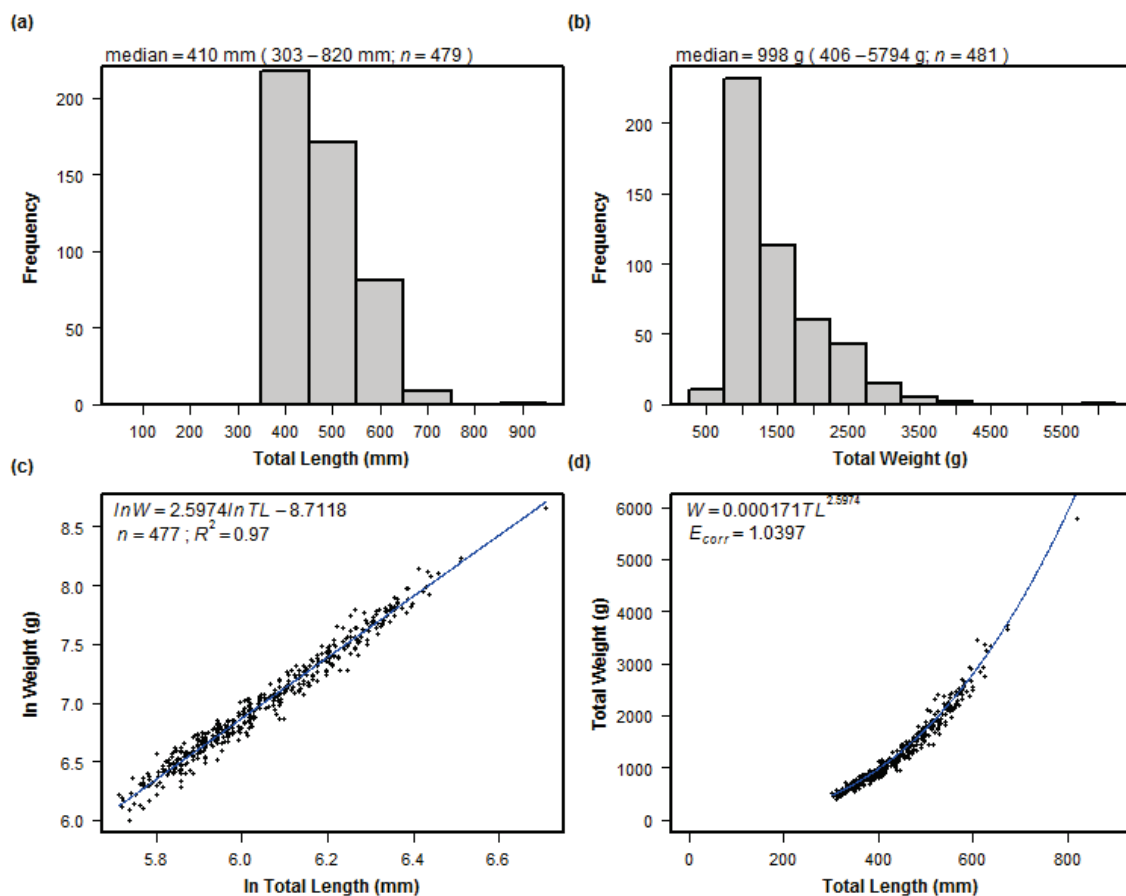 (a)
median = 410 mm ( 303 – 820 mm; n = 479 )
Frequency
200
150
100
50
0
100 200 300 400 500 600 700 800 900
Total Length (mm)
(b)
median = 998 g ( 406 – 5794 g; n = 481 )
Frequency
200
150
100
50
0
500 1500 2500 3500 4500 5500
Total Weight (g)
(c)
lnW = 2.5974lnTL – 8.7118
n = 477 ; R² = 0.97
ln Weight (g)
8.5
8.0
7.5
7.0
6.5
6.0
5.8 6.0 6.2 6.4 6.6
ln Total Length (mm)
(d)
W = 0.000171TL^2.5974
E_corr = 1.0397
Total Weight (g)
6000
5000
4000
3000
2000
1000
0
0 200 400 600 800
Total Length (mm)